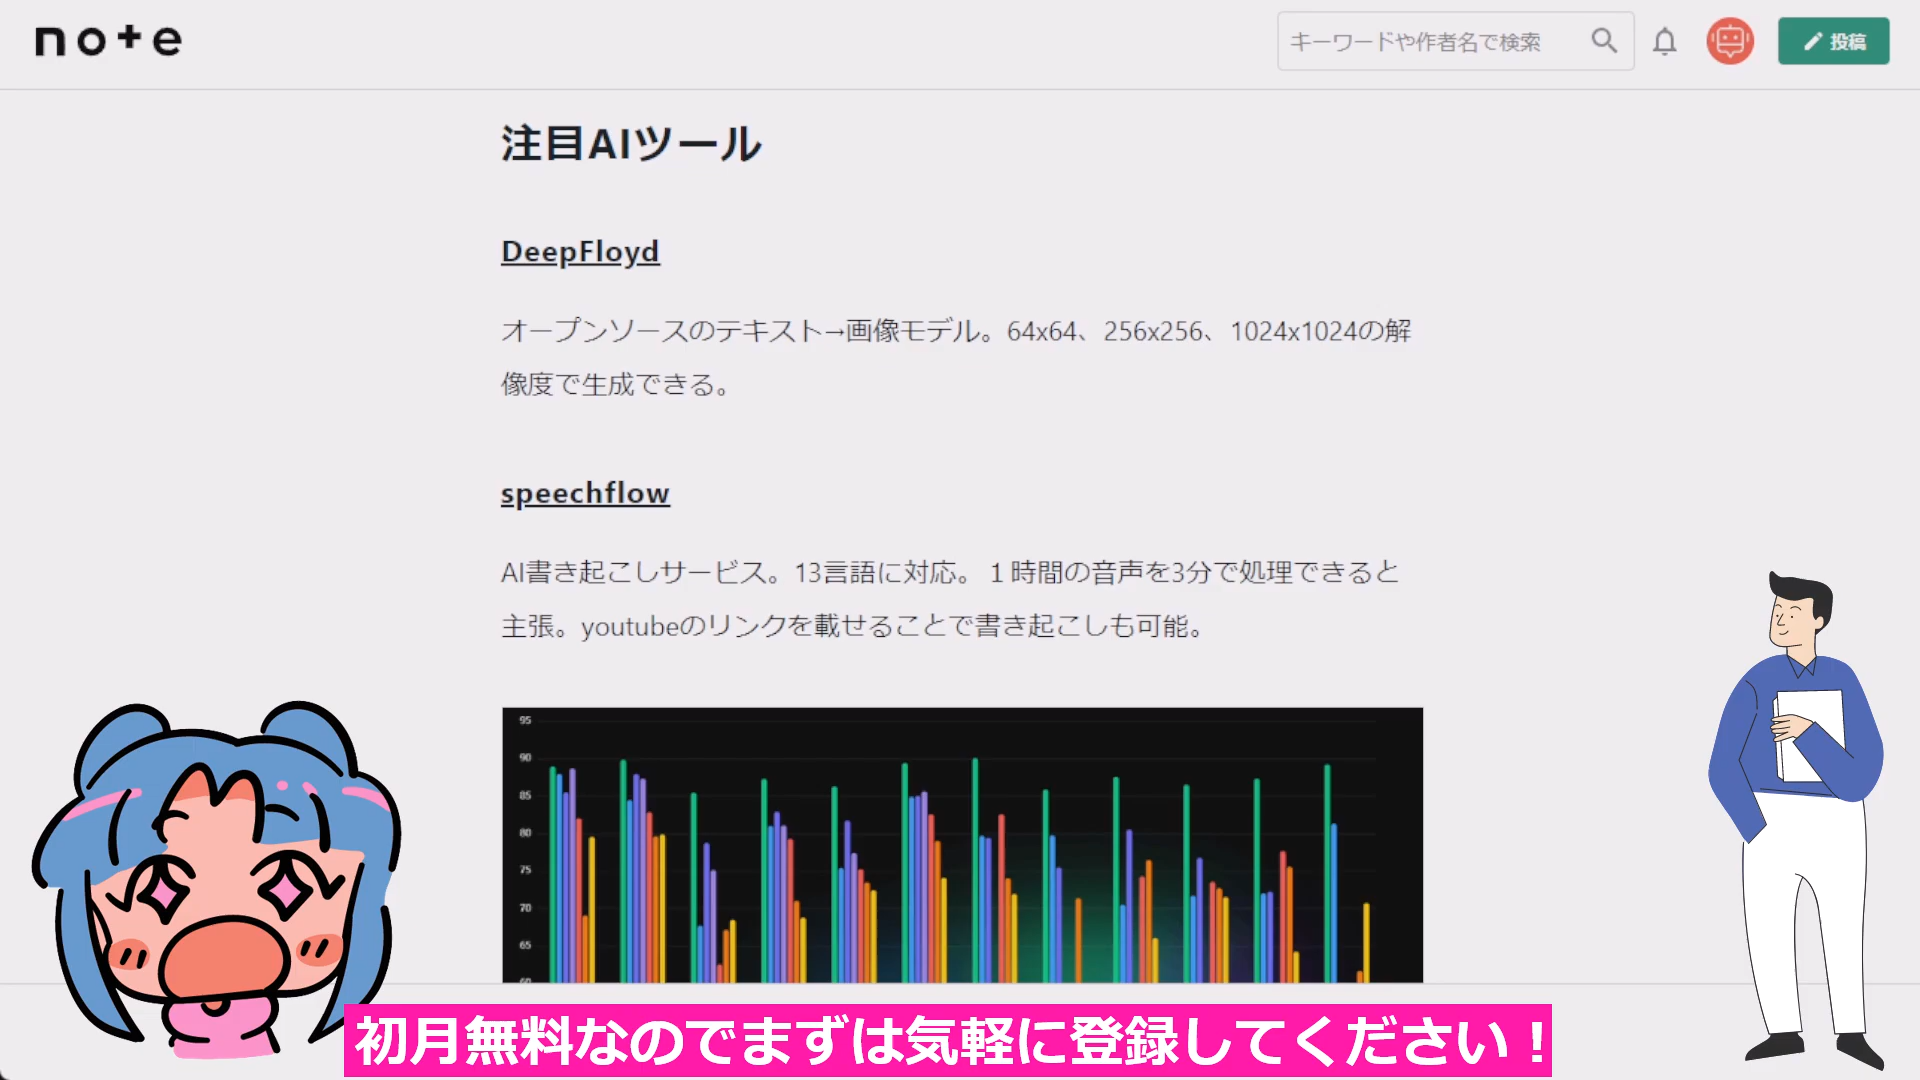 note
キーワードや作者名で検索
投稿
注目AIツール
DeepFloyd
オープンソースのテキスト→画像モデル。64x64、256x256、1024x1024の解
像度で生成できる。
speechflow
AI書き起こしサービス。13言語に対応。１時間の音声を3分で処理できると
主張。youtubeのリンクを載せることで書き起こしも可能。
95
90
85
80
75
70
65
60
初月無料なのでまずは気軽に登録してください！